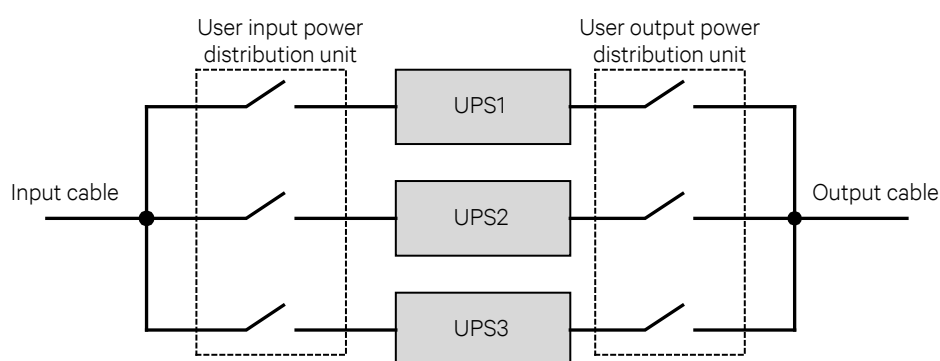 User input power
distribution unit
User output power
distribution unit
UPS1
Input cable
UPS2
Output cable
UPS3